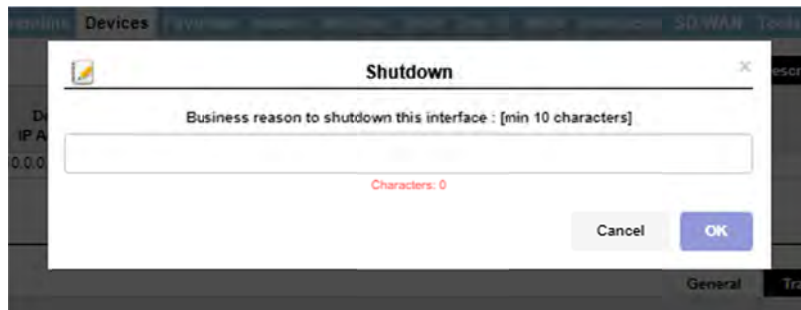 Devices
SD-WAN
Shutdown
×
Business reason to shutdown this interface : [min 10 characters]
Characters: 0
Cancel
OK
General